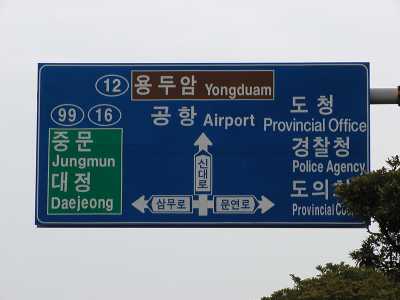 12 용두암 Yongduam
공항 Airport
99 16
중문
Jungmun
대정
Daejeong
신대로
삼무로
문연로
도청
Provincial Office
경찰청
Police Agency
도의
Provincial